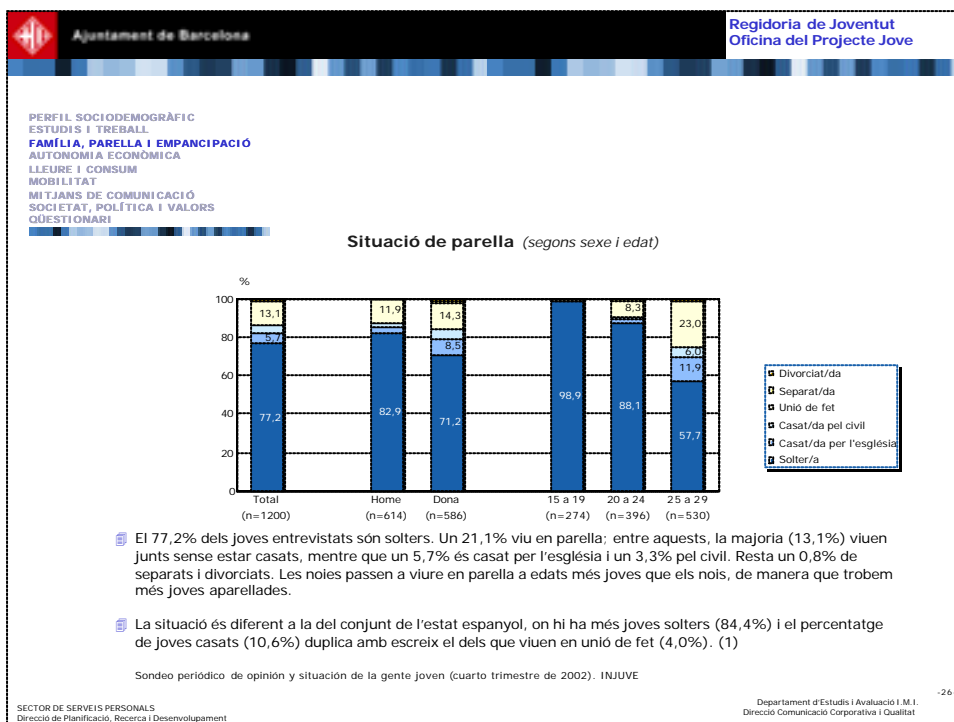 Ajuntament de Barcelona
Regidoria de Joventut
Oficina del Projecte Jove
PERFIL SOCIODEMOGRÀFIC
ESTUDIS I TREBALL
FAMÍLIA, PARELLA I EMPANCIPACIÓ
AUTONOMIA ECONÒMICA
LLEURE I CONSUM
MOBILITAT
MITJANS DE COMUNICACIÓ
SOCIETAT, POLÍTICA I VALORS
QÜESTIONARI
Situació de parella (segons sexe i edat)
%
100
80
60
40
20
0
13,1
5,7
77,2
11,9
82,9
14,3
8,5
71,2
98,9
8,3
88,1
23,0
6,0
11,9
57,7
Total
(n=1200)
Home
(n=614)
Dona
(n=586)
15 a 19
(n=274)
20 a 24
(n=396)
25 a 29
(n=530)
Divorciat/da
Separat/da
Unió de fet
Casat/da pel civil
Casat/da per l'església
Solter/a
El 77,2% dels joves entrevistats són solters. Un 21,1% viu en parella; entre aquests, la majoria (13,1%) viuen
junts sense estar casats, mentre que un 5,7% és casat per l'església i un 3,3% pel civil. Resta un 0,8% de
separats i divorciats. Les noies passen a viure en parella a edats més joves que els nois, de manera que trobem
més joves aparellades.
La situació és diferent a la del conjunt de l'estat espanyol, on hi ha més joves solters (84,4%) i el percentatge
de joves casats (10,6%) duplica amb escreix el dels que viuen en unió de fet (4,0%). (1)
Sondeo periódico de opinión y situación de la gente joven (cuarto trimestre de 2002). INJUVE
SECTOR DE SERVEIS PERSONALS
Direcció de Planificació, Recerca i Desenvolupament
-26
Departament d'Estudis i Avaluació I.M.I.
Direcció Comunicació Corporativa i Qualitat